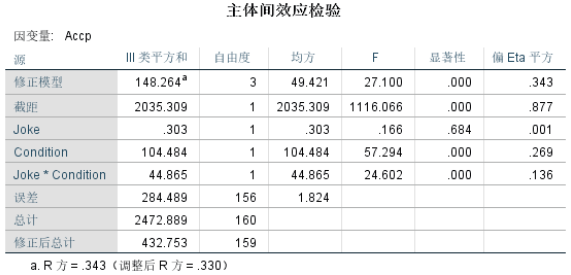 主体间效应检验
因变量: Accp
源 III 类平方和 自由度 均方 F 显著性 偏 Eta 平方
修正模型 148.264a 3 49.421 27.100 .000 .343
截距 2035.309 1 2035.309 1116.066 .000 .877
Joke .303 1 .303 .166 .684 .001
Condition 104.484 1 104.484 57.294 .000 .269
Joke * Condition 44.865 1 44.865 24.602 .000 .136
误差 284.489 156 1.824
总计 2472.889 160
修正后总计 432.753 159
a. R 方 = .343（调整后 R 方 = .330）